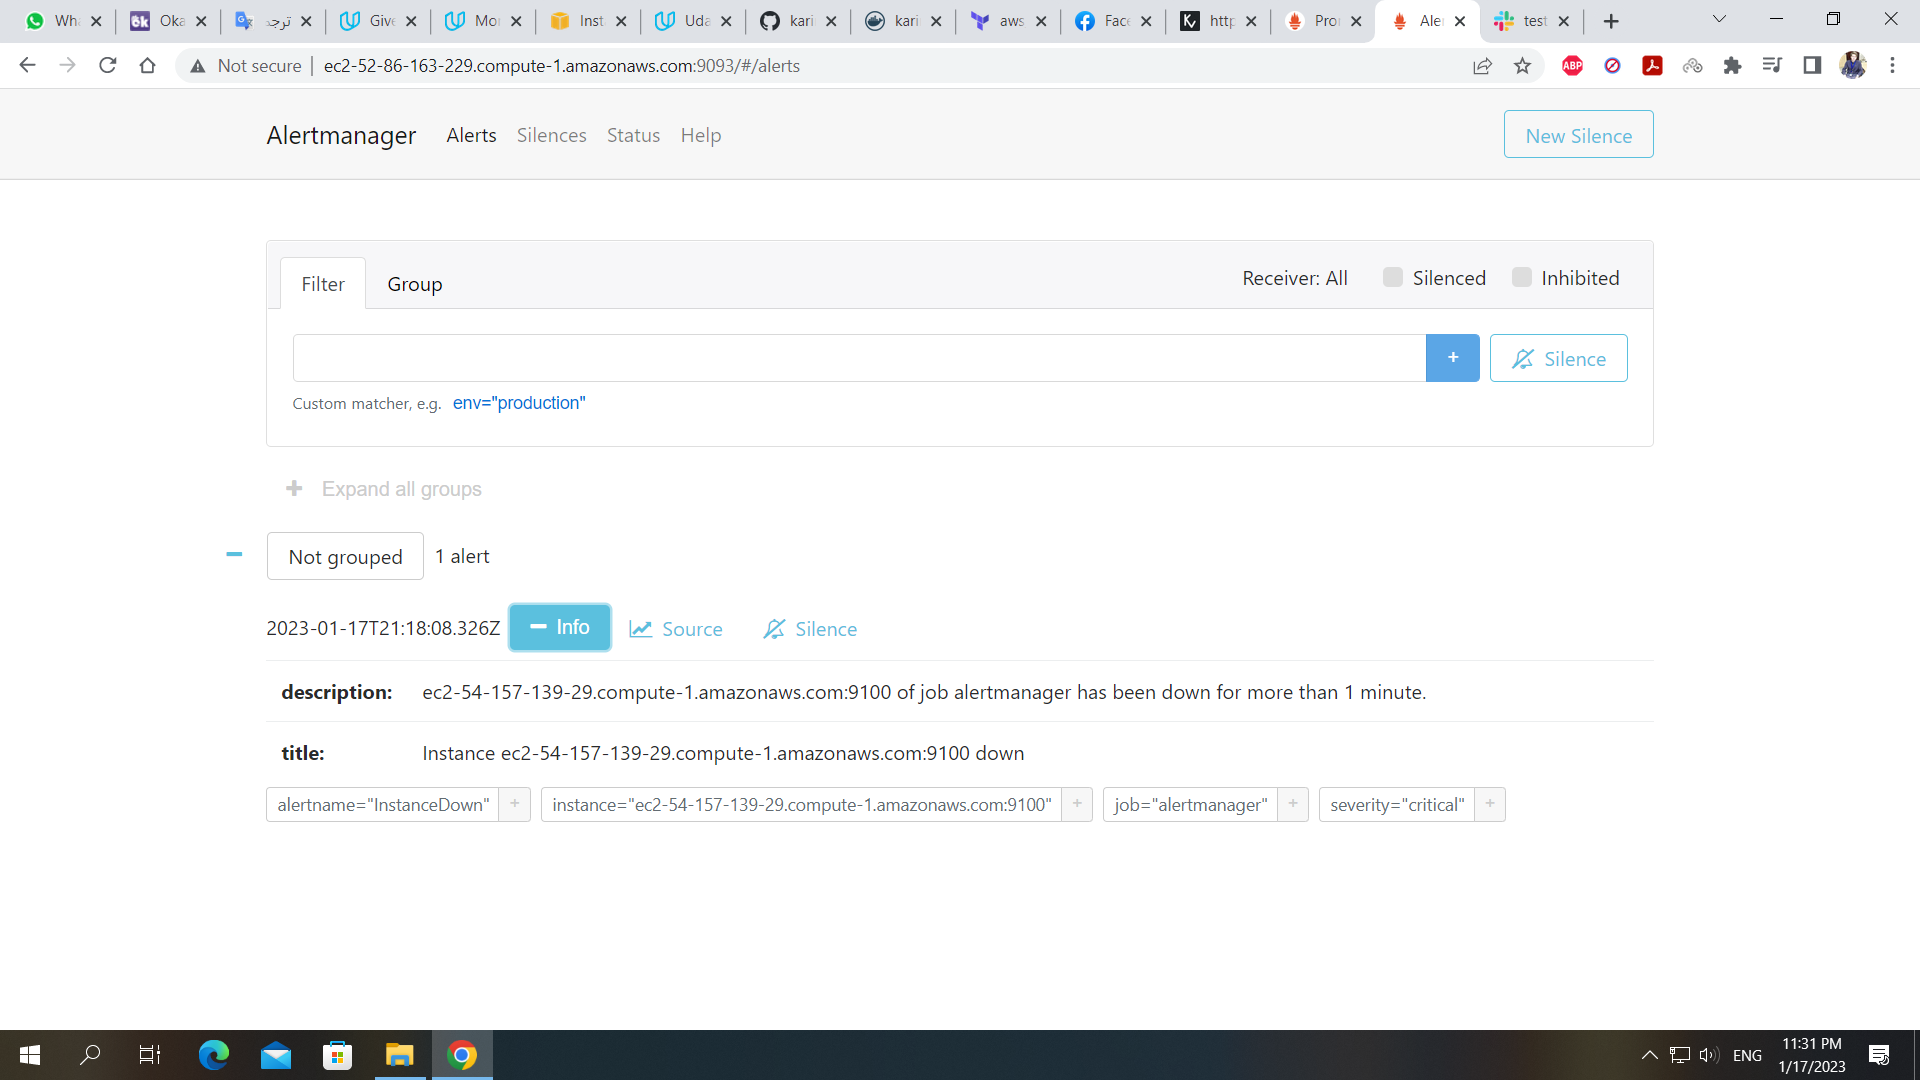 Wh
Oka
ترجمة
Give
Mo
Inst
Uda
kari
kari
aws
Face
http
Pro
Aler
test
Not secure
ec2-52-86-163-229.compute-1.amazonaws.com:9093/#/alerts
ABP
Alertmanager Alerts Silences Status Help
New Silence
Filter Group
Receiver: All Silenced Inhibited
+ Silence
Custom matcher, e.g. env="production"
+ Expand all groups
Not grouped 1 alert
2023-01-17T21:18:08.326Z Info Source Silence
description: ec2-54-157-139-29.compute-1.amazonaws.com:9100 of job alertmanager has been down for more than 1 minute.
title: Instance ec2-54-157-139-29.compute-1.amazonaws.com:9100 down
alertname="InstanceDown" + instance="ec2-54-157-139-29.compute-1.amazonaws.com:9100" + job="alertmanager" + severity="critical" +
ENG
11:31 PM
1/17/2023